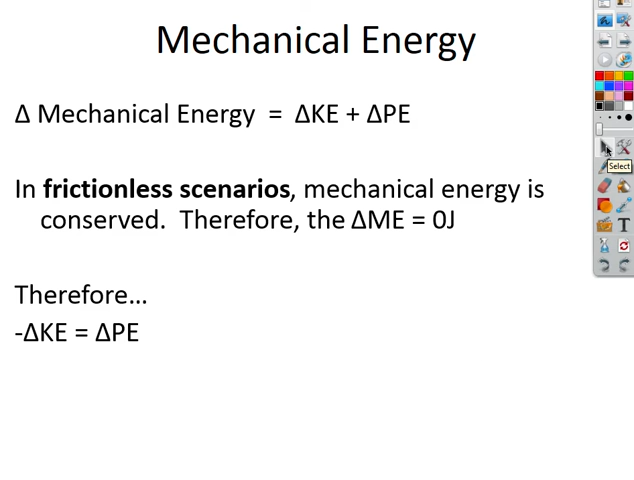 Mechanical Energy
Δ Mechanical Energy = ΔKE + ΔPE
In frictionless scenarios, mechanical energy is
conserved. Therefore, the ΔME = 0J
Therefore…
-ΔKE = ΔPE
Select
T